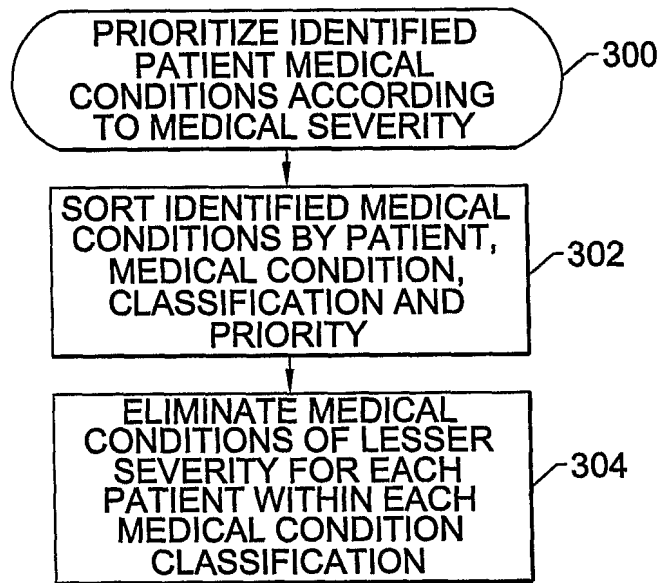 PRIORITIZE IDENTIFIED
PATIENT MEDICAL
CONDITIONS ACCORDING
TO MEDICAL SEVERITY
300
SORT IDENTIFIED MEDICAL
CONDITIONS BY PATIENT,
MEDICAL CONDITION,
CLASSIFICATION AND
PRIORITY
302
ELIMINATE MEDICAL
CONDITIONS OF LESSER
SEVERITY FOR EACH
PATIENT WITHIN EACH
MEDICAL CONDITION
CLASSIFICATION
304